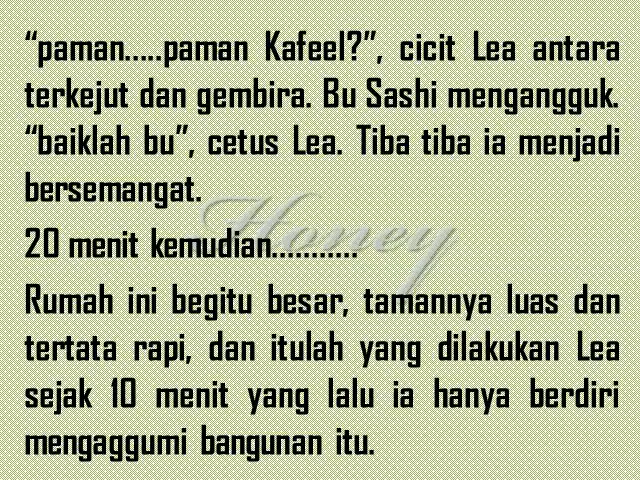 “paman.....paman Kafeel?”, cicit Lea antara
terkejut dan gembira. Bu Sashi mengangguk.
“baiklah bu”, cetus Lea. Tiba tiba ia menjadi
bersemangat.
Honey
20 menit kemudian...........
Rumah ini begitu besar, tamannya luas dan
tertata rapi, dan itulah yang dilakukan Lea
sejak 10 menit yang lalu ia hanya berdiri
mengaggumi bangunan itu.